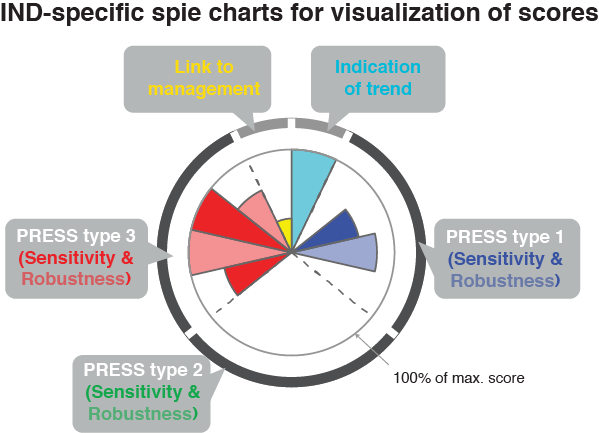 IND-specific spie charts for visualization of scores
Link to
management
Indication
of trend
PRESS type 3
(Sensitivity &
Robustness)
PRESS type 1
(Sensitivity &
Robustness)
PRESS type 2
(Sensitivity &
Robustness)
100% of max. score